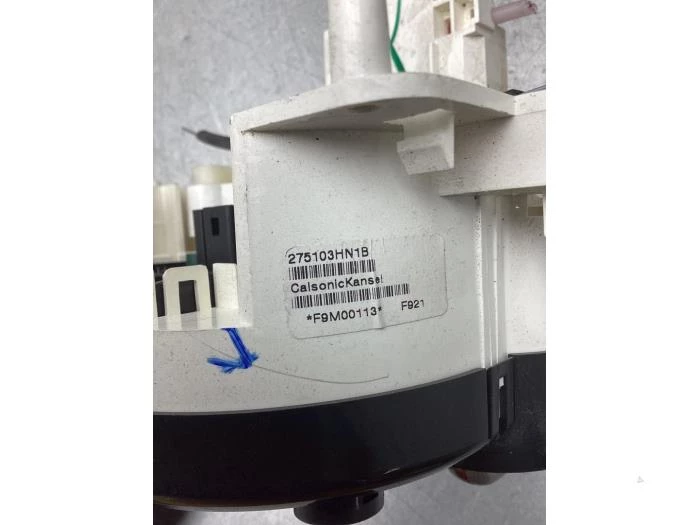 275103HN1B
CalsonicKansei
*F9M00113* F921